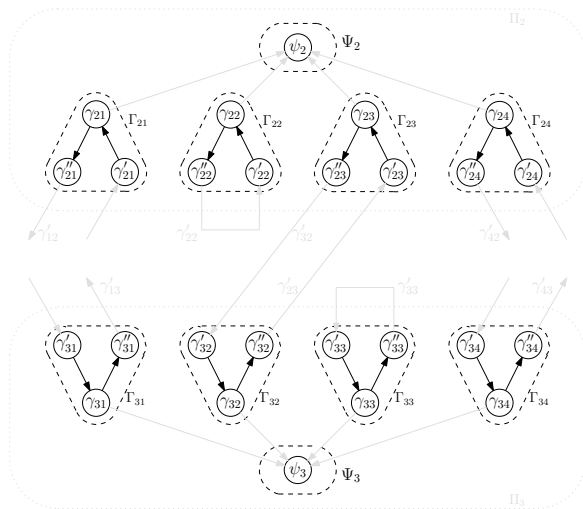 Π₂
ψ₂ Ψ₂
γ₂₁ Γ₂₁ γ₂₂ Γ₂₂ γ₂₃ Γ₂₃ γ₂₄ Γ₂₄
γ″₂₁ γ′₂₁ γ″₂₂ γ′₂₂ γ″₂₃ γ′₂₃ γ″₂₄ γ′₂₄
γ′₁₂ γ′₂₂ γ′₃₂ γ′₄₂
γ′₁₃ γ′₂₃ γ′₃₃ γ′₄₃
γ′₃₁ γ″₃₁ γ′₃₂ γ″₃₂ γ′₃₃ γ″₃₃ γ′₃₄ γ″₃₄
γ₃₁ Γ₃₁ γ₃₂ Γ₃₂ γ₃₃ Γ₃₃ γ₃₄ Γ₃₄
ψ₃ Ψ₃
Π₃